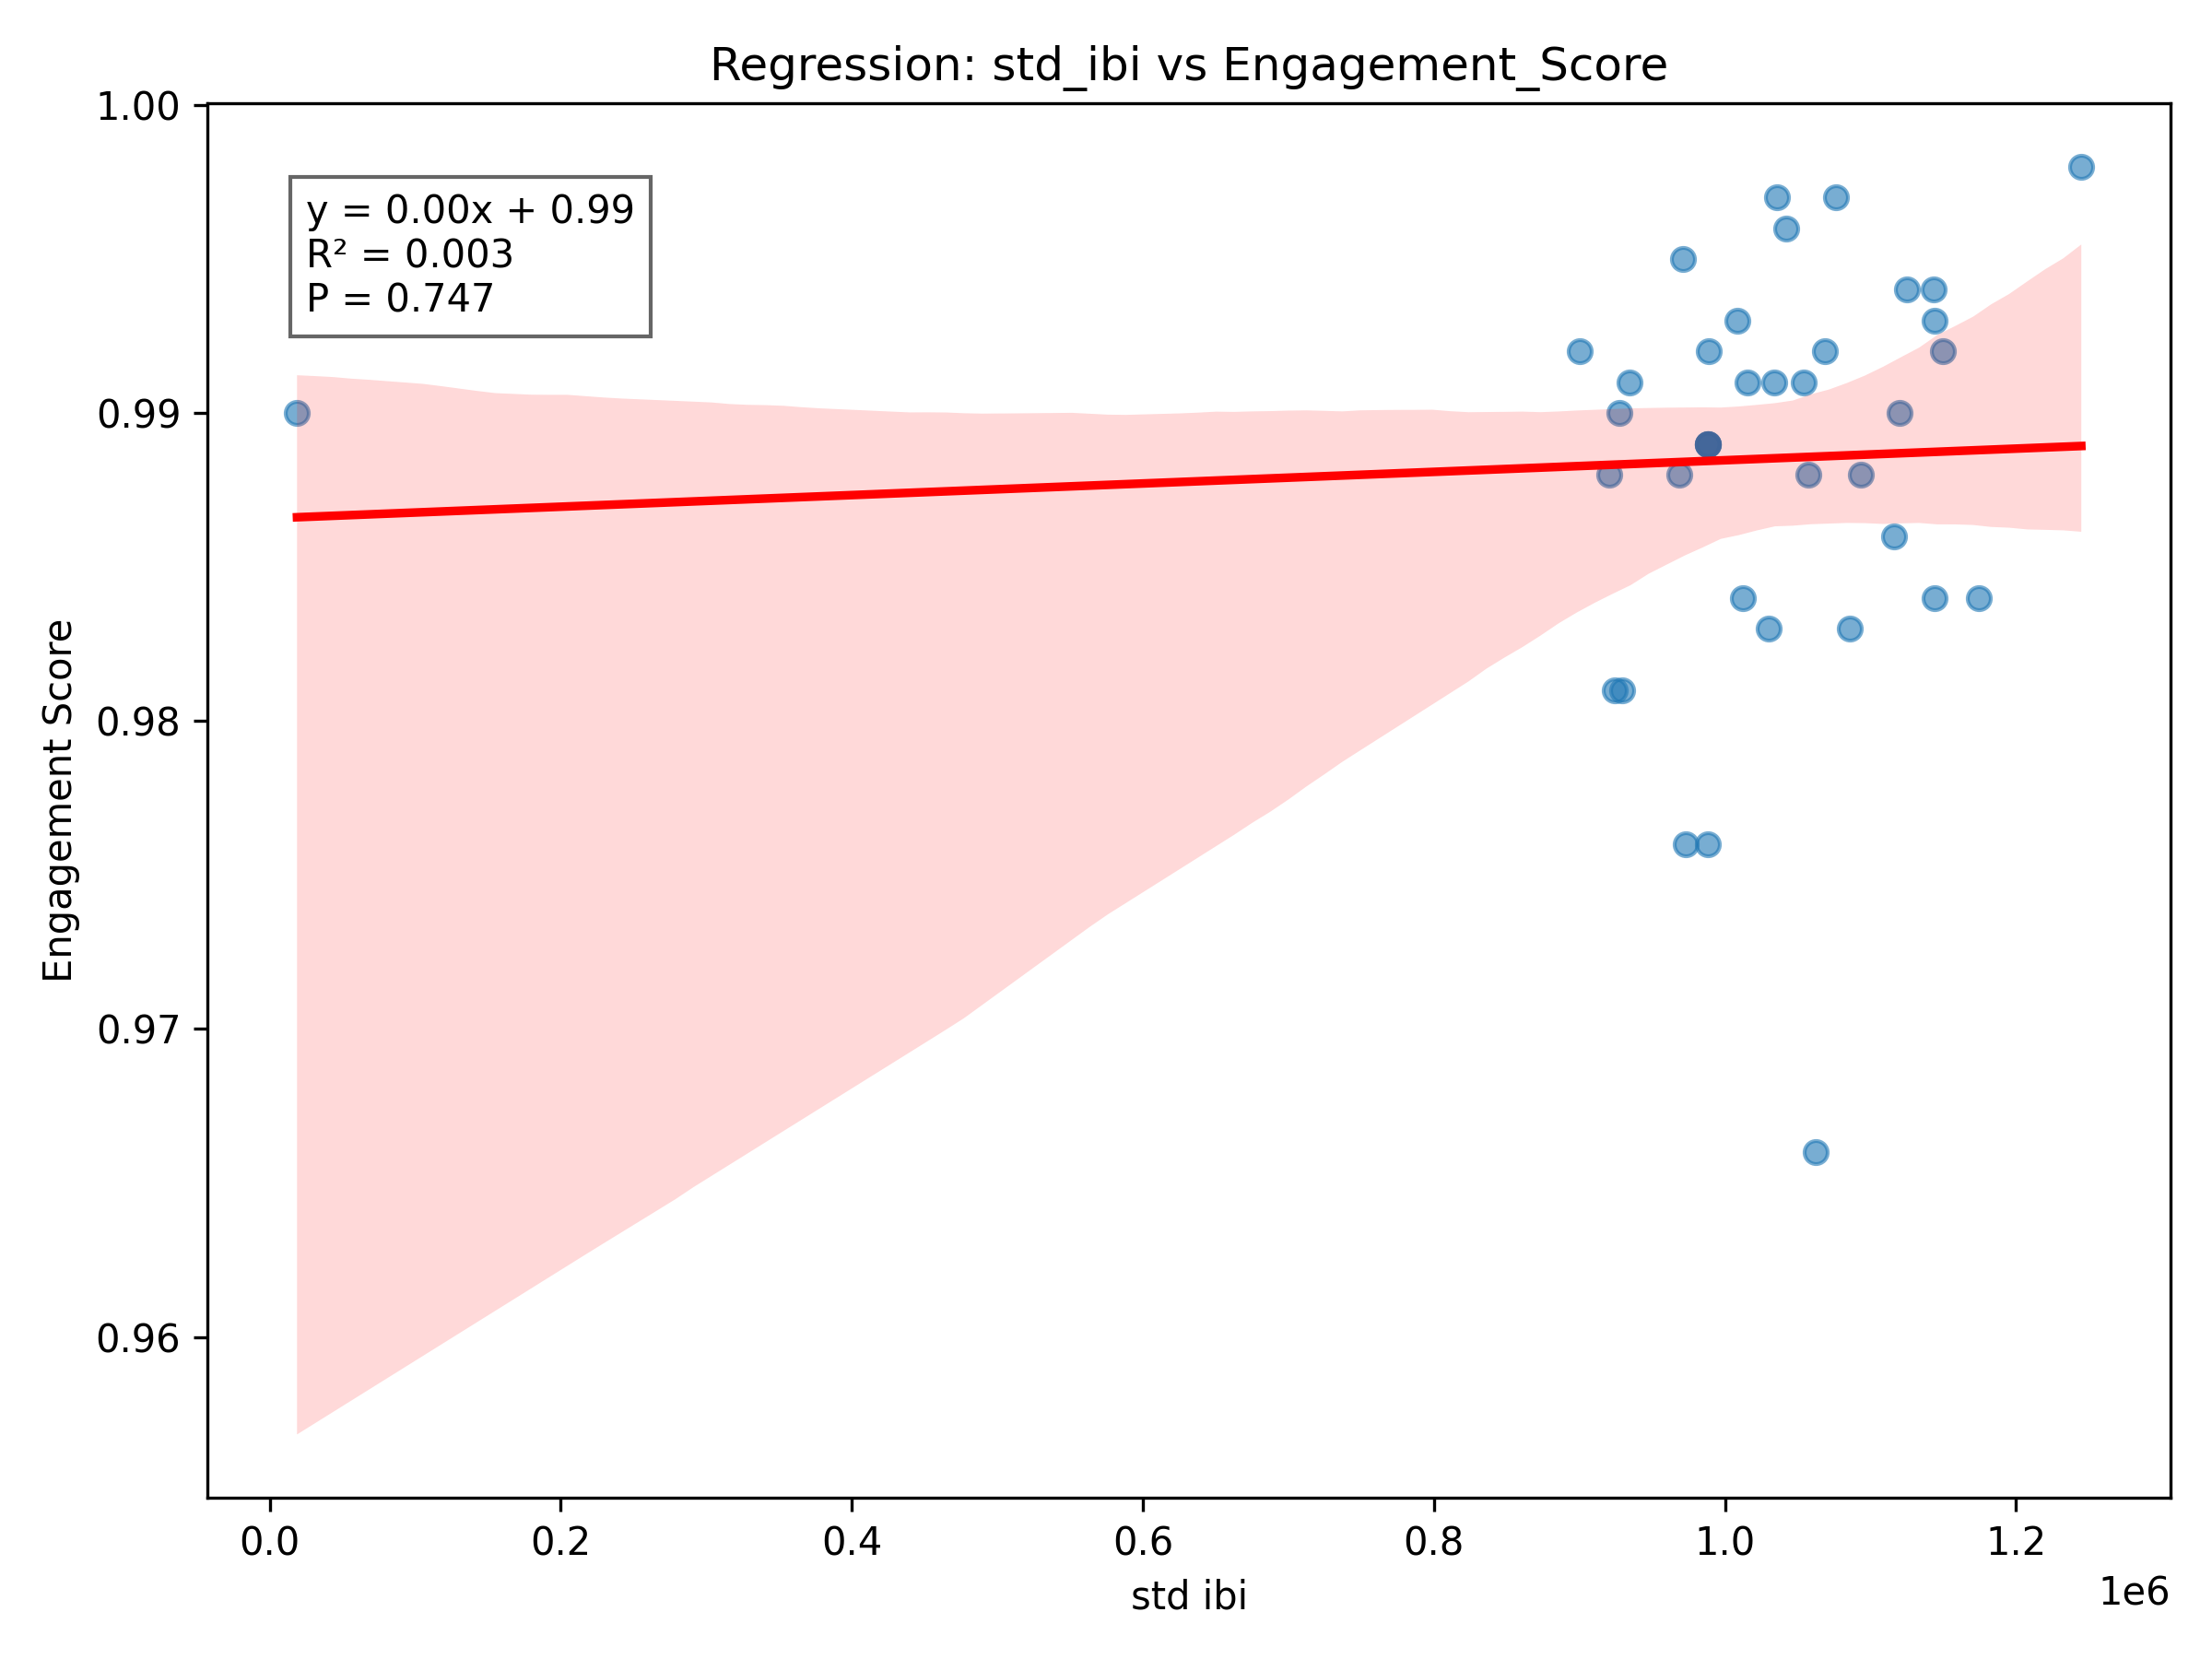 Regression: std_ibi vs Engagement_Score
1.00
0.99
0.98
0.97
0.96
Engagement Score
y = 0.00x + 0.99
R² = 0.003
P = 0.747
0.0 0.2 0.4 0.6 0.8 1.0 1.2
1e6
std ibi